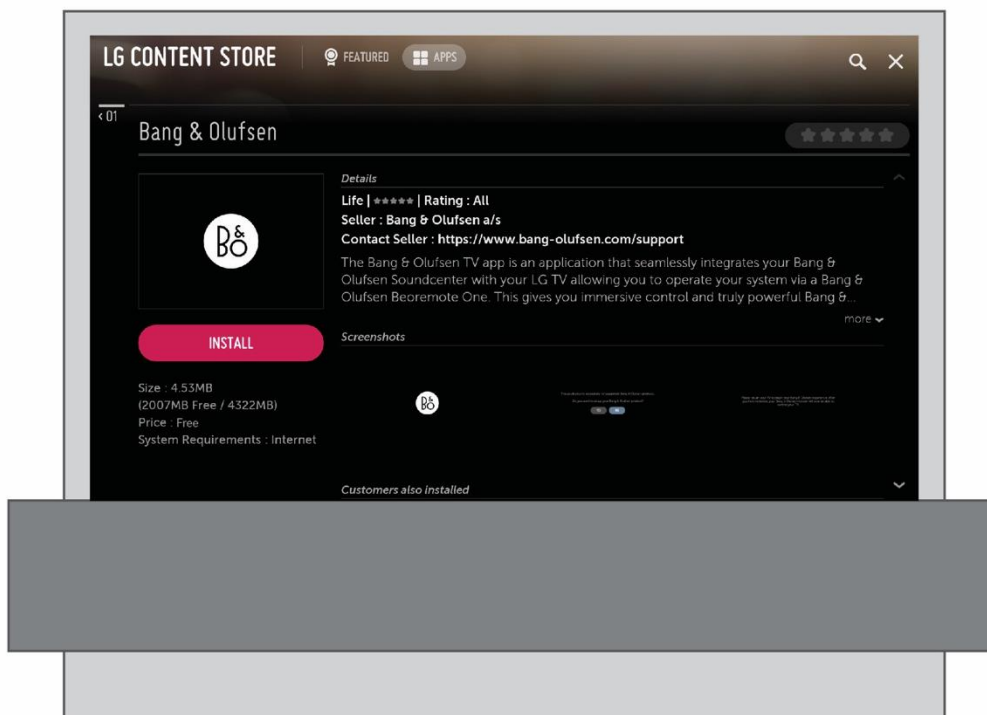 LG CONTENT STORE
FEATURED
APPS
‹ 01
Bang & Olufsen
Details
Life | ★★★★★ | Rating : All
Seller : Bang & Olufsen a/s
Contact Seller : https://www.bang-olufsen.com/support
The Bang & Olufsen TV app is an application that seamlessly integrates your Bang &
Olufsen Soundcenter with your LG TV allowing you to operate your system via a Bang &
Olufsen Beoremote One. This gives you immersive control and truly powerful Bang &...
more
B&O
INSTALL
Size : 4.53MB
(2007MB Free / 4322MB)
Price : Free
System Requirements : Internet
Screenshots
B&O
Customers also installed